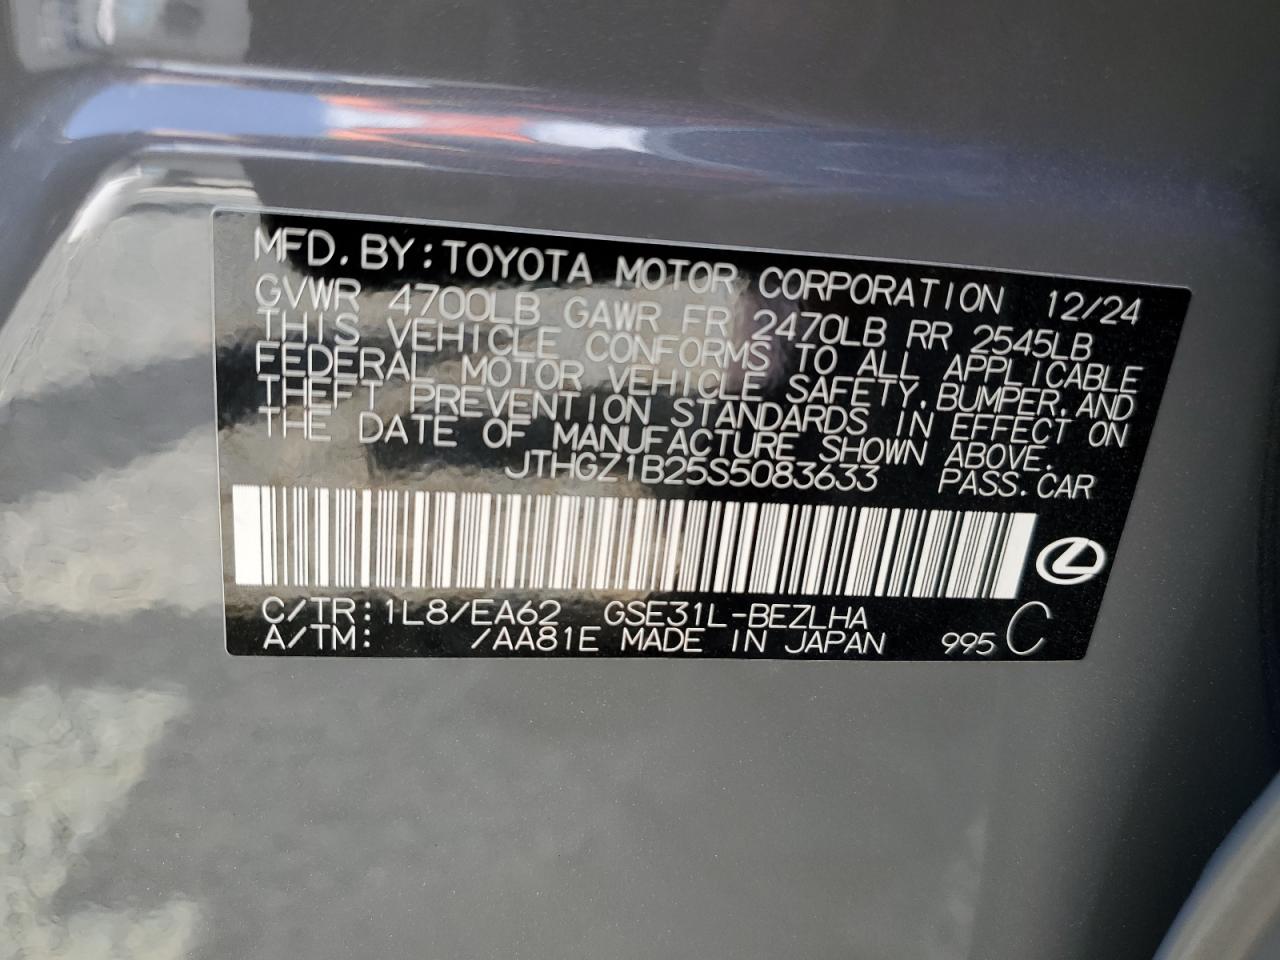 MFD. BY: TOYOTA MOTOR CORPORATION 12/24
GVWR 4700LB GAWR FR 2470LB RR 2545LB
THIS VEHICLE CONFORMS TO ALL APPLICABLE
FEDERAL MOTOR VEHICLE SAFETY, BUMPER, AND
THEFT PREVENTION STANDARDS IN EFFECT ON
THE DATE OF MANUFACTURE SHOWN ABOVE.
JTHGZ1B25S5083633 PASS. CAR
C/TR: 1L8/EA62 GSE31L-BEZLHA
A/TM: /AA81E MADE IN JAPAN 995 C